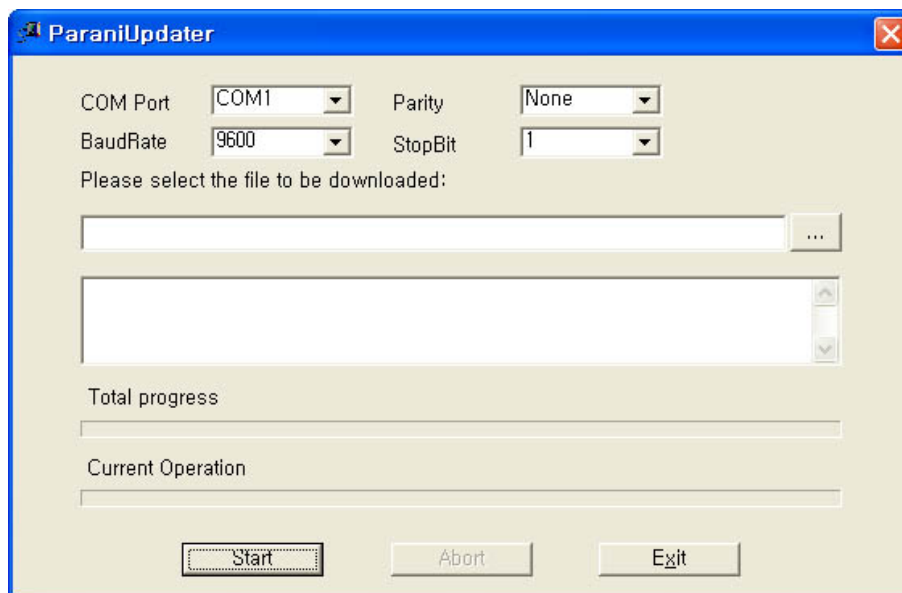 ParaniUpdater
COM Port COM1 Parity None
BaudRate 9600 StopBit 1
Please select the file to be downloaded:
...
Total progress
Current Operation
Start Abort Exit